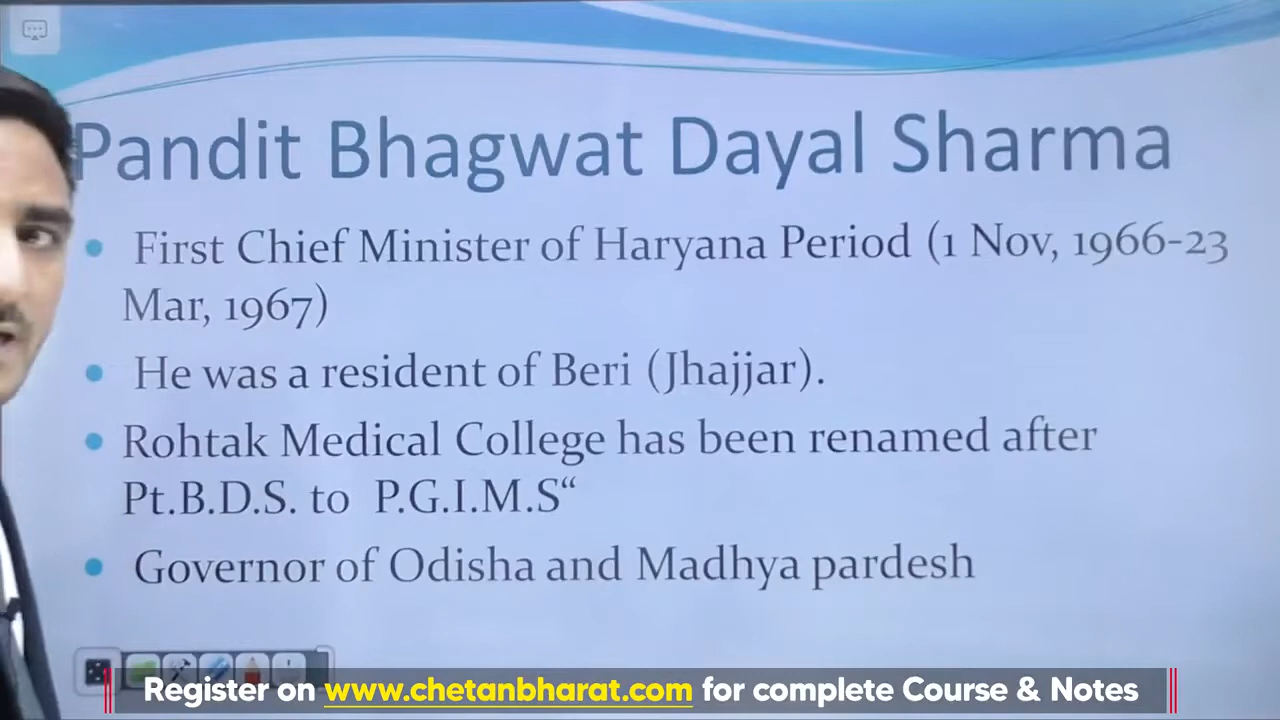 Pandit Bhagwat Dayal Sharma
First Chief Minister of Haryana Period (1 Nov, 1966-23
Mar, 1967)
He was a resident of Beri (Jhajjar).
Rohtak Medical College has been renamed after
Pt.B.D.S. to P.G.I.M.S“
Governor of Odisha and Madhya pardesh
Register on www.chetanbharat.com for complete Course & Notes